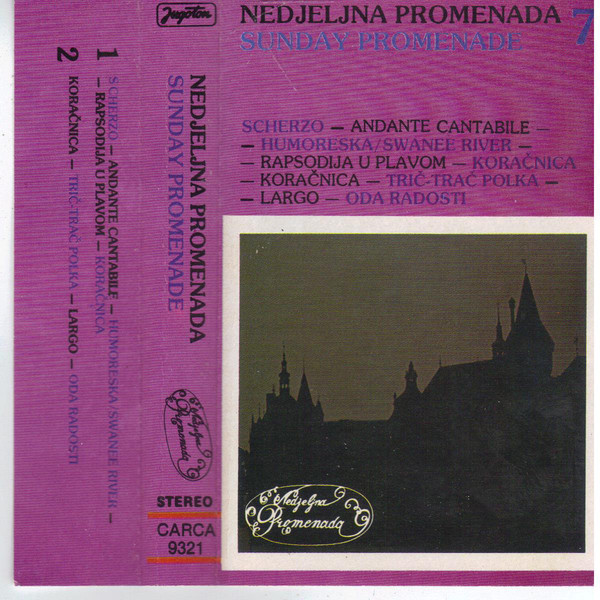 1
SCHERZO – ANDANTE CANTABILE – HUMORESKA/SWANEE RIVER –
– RAPSODIJA U PLAVOM – KORAČNICA
2
KORAČNICA – TRIČ-TRAČ POLKA – LARGO – ODA RADOSTI
Jugoton
NEDJELJNA PROMENADA
SUNDAY PROMENADE
Nedjeljna
Promenada
STEREO
CARCA
9321
NEDJELJNA PROMENADA 7
SUNDAY PROMENADE
SCHERZO – ANDANTE CANTABILE –
– HUMORESKA/SWANEE RIVER –
– RAPSODIJA U PLAVOM – KORAČNICA
– KORAČNICA – TRIČ-TRAČ POLKA –
– LARGO – ODA RADOSTI
Nedjeljna
Promenada